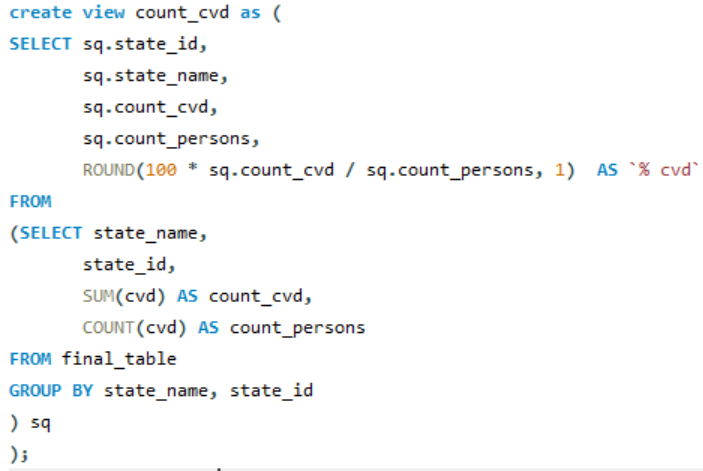 create view count_cvd as (
SELECT sq.state_id,
sq.state_name,
sq.count_cvd,
sq.count_persons,
ROUND(100 * sq.count_cvd / sq.count_persons, 1)  AS `% cvd`
FROM
(SELECT state_name,
state_id,
SUM(cvd) AS count_cvd,
COUNT(cvd) AS count_persons
FROM final_table
GROUP BY state_name, state_id
) sq
);